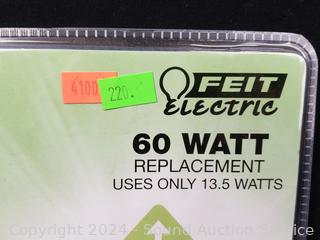 4100
220.
FEIT
Electric
60 WATT
REPLACEMENT
USES ONLY 13.5 WATTS
Copyright 2024 - Sound Auction Service